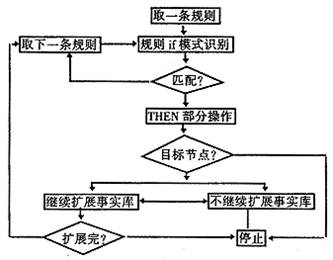 取一条规则
取下一条规则
规则 if 模式识别
匹配?
THEN 部分操作
目标节点?
继续扩展事实库
不继续扩展事实库
扩展完?
停止